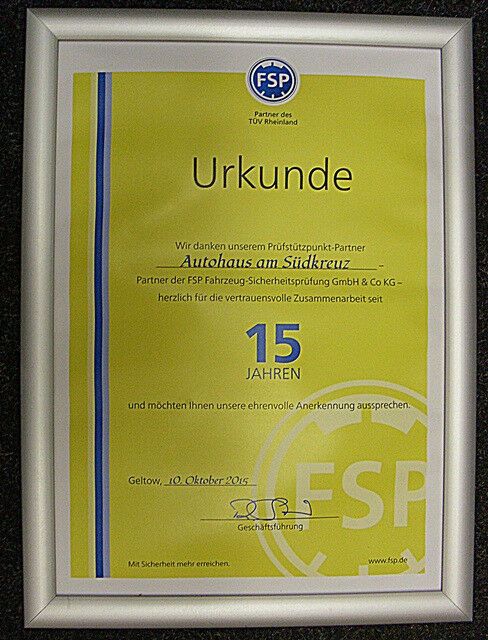 FSP
Partner des
TÜV Rheinland
Urkunde
Wir danken unserem Prüfstützpunkt-Partner
Autohaus am Südkreuz –
Partner der FSP Fahrzeug-Sicherheitsprüfung GmbH & Co KG –
herzlich für die vertrauensvolle Zusammenarbeit seit
15
JAHREN
und möchten Ihnen unsere ehrenvolle Anerkennung aussprechen.
Geltow, 10. Oktober 2015
FSP
Geschäftsführung
Mit Sicherheit mehr erreichen. www.fsp.de